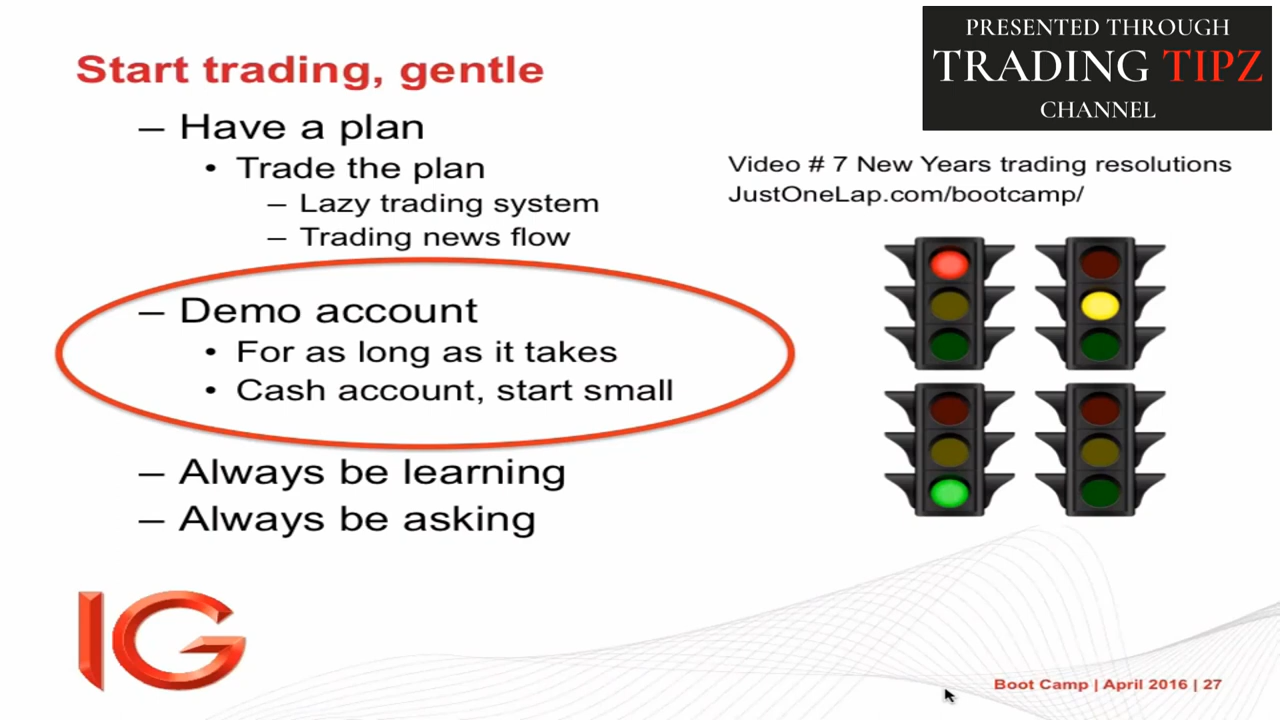 PRESENTED THROUGH
TRADING TIPZ
CHANNEL
Start trading, gentle
– Have a plan
• Trade the plan
– Lazy trading system
– Trading news flow
Video # 7 New Years trading resolutions
JustOneLap.com/bootcamp/
– Demo account
• For as long as it takes
• Cash account, start small
– Always be learning
– Always be asking
IG
Boot Camp | April 2016 | 27